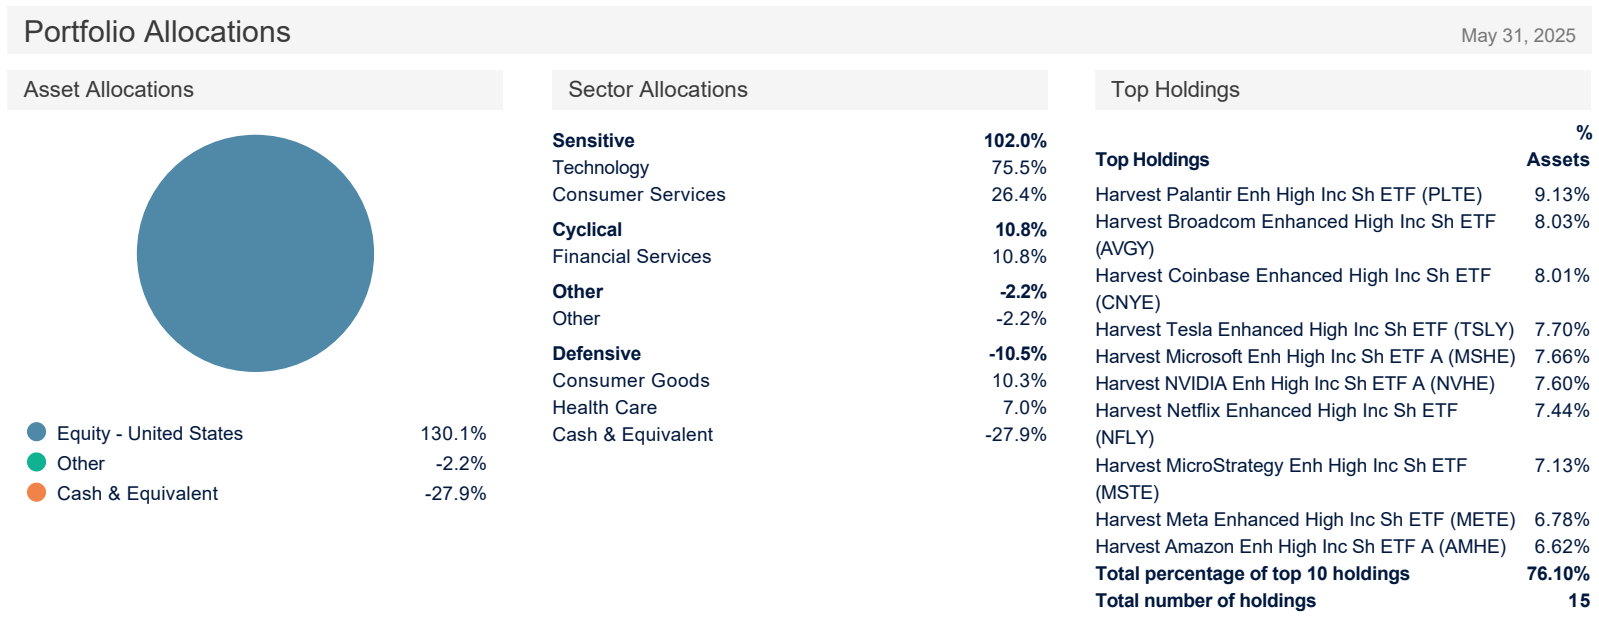 Portfolio Allocations
May 31, 2025
Asset Allocations
Equity - United States 130.1%
Other -2.2%
Cash & Equivalent -27.9%
Sector Allocations
Sensitive 102.0%
Technology 75.5%
Consumer Services 26.4%
Cyclical 10.8%
Financial Services 10.8%
Other -2.2%
Other -2.2%
Defensive -10.5%
Consumer Goods 10.3%
Health Care 7.0%
Cash & Equivalent -27.9%
Top Holdings
%
Top Holdings Assets
Harvest Palantir Enh High Inc Sh ETF (PLTE) 9.13%
Harvest Broadcom Enhanced High Inc Sh ETF 8.03%
(AVGY)
Harvest Coinbase Enhanced High Inc Sh ETF 8.01%
(CNYE)
Harvest Tesla Enhanced High Inc Sh ETF (TSLY) 7.70%
Harvest Microsoft Enh High Inc Sh ETF A (MSHE) 7.66%
Harvest NVIDIA Enh High Inc Sh ETF A (NVHE) 7.60%
Harvest Netflix Enhanced High Inc Sh ETF 7.44%
(NFLY)
Harvest MicroStrategy Enh High Inc Sh ETF 7.13%
(MSTE)
Harvest Meta Enhanced High Inc Sh ETF (METE) 6.78%
Harvest Amazon Enh High Inc Sh ETF A (AMHE) 6.62%
Total percentage of top 10 holdings 76.10%
Total number of holdings 15